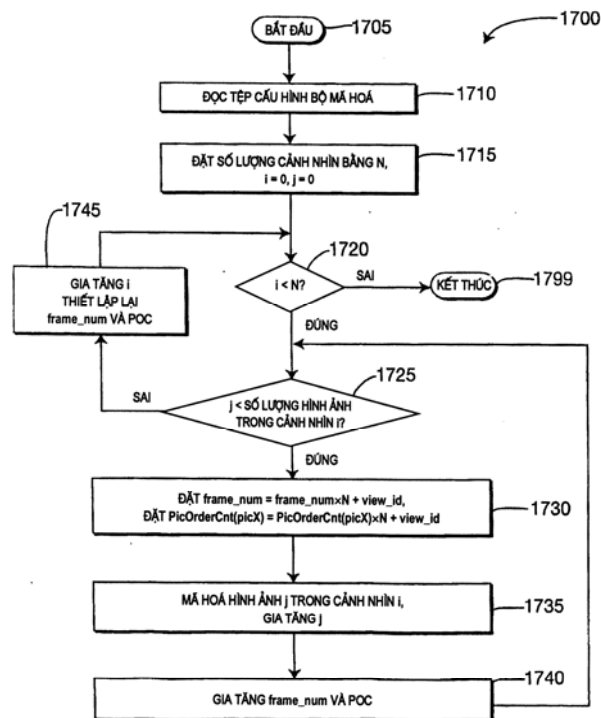 1700
BẮT ĐẦU
1705
ĐỌC TỆP CẤU HÌNH BỘ MÃ HOÁ
1710
ĐẶT SỐ LƯỢNG CẢNH NHÌN BẰNG N,
i = 0, j = 0
1715
1745
GIA TĂNG i
THIẾT LẬP LẠI
frame_num VÀ POC
1720
i < N?
SAI
KẾT THÚC
1799
ĐÚNG
1725
SAI
j < SỐ LƯỢNG HÌNH ẢNH
TRONG CẢNH NHÌN i?
ĐÚNG
ĐẶT frame_num = frame_num×N + view_id,
ĐẶT PicOrderCnt(picX) = PicOrderCnt(picX)×N + view_id
1730
MÃ HOÁ HÌNH ẢNH j TRONG CẢNH NHÌN i,
GIA TĂNG j
1735
1740
GIA TĂNG frame_num VÀ POC